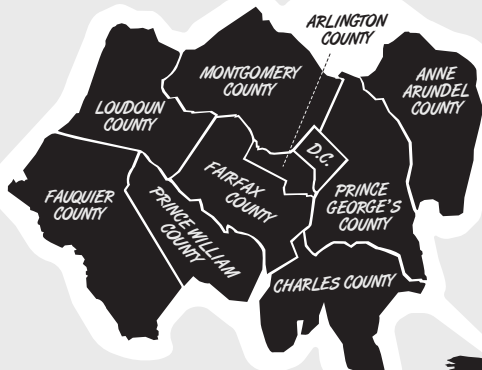 ARLINGTON
COUNTY
MONTGOMERY
COUNTY
ANNE
ARUNDEL
COUNTY
LOUDOUN
COUNTY
D.C.
FAIRFAX
COUNTY
FAUQUIER
COUNTY
PRINCE WILLIAM
COUNTY
PRINCE
GEORGE'S
COUNTY
CHARLES COUNTY